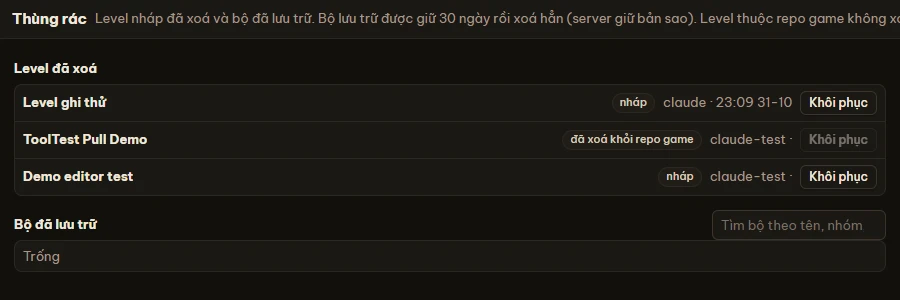 Thùng rác Level nháp đã xoá và bộ đã lưu trữ. Bộ lưu trữ được giữ 30 ngày rồi xoá hẳn (server giữ bản sao). Level thuộc repo game không
Level đã xoá
Level ghi thử nháp claude · 23:09 31-10 Khôi phục
ToolTest Pull Demo đã xoá khỏi repo game claude-test · Khôi phục
Demo editor test nháp claude-test · Khôi phục
Bộ đã lưu trữ Tìm bộ theo tên, nhóm
Trống